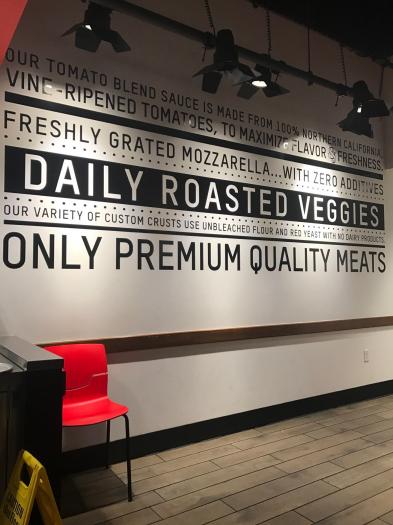 OUR TOMATO BLEND SAUCE IS MADE FROM 100% NORTHERN CALIFORNIA,
VINE-RIPENED TOMATOES, TO MAXIMIZE FLAVOR & FRESHNESS.
FRESHLY GRATED MOZZARELLA...WITH ZERO ADDITIVES
DAILY ROASTED VEGGIES
OUR VARIETY OF CUSTOM CRUSTS USE UNBLEACHED FLOUR AND RED YEAST WITH NO DAIRY PRODUCTS.
ONLY PREMIUM QUALITY MEATS
CAUTION